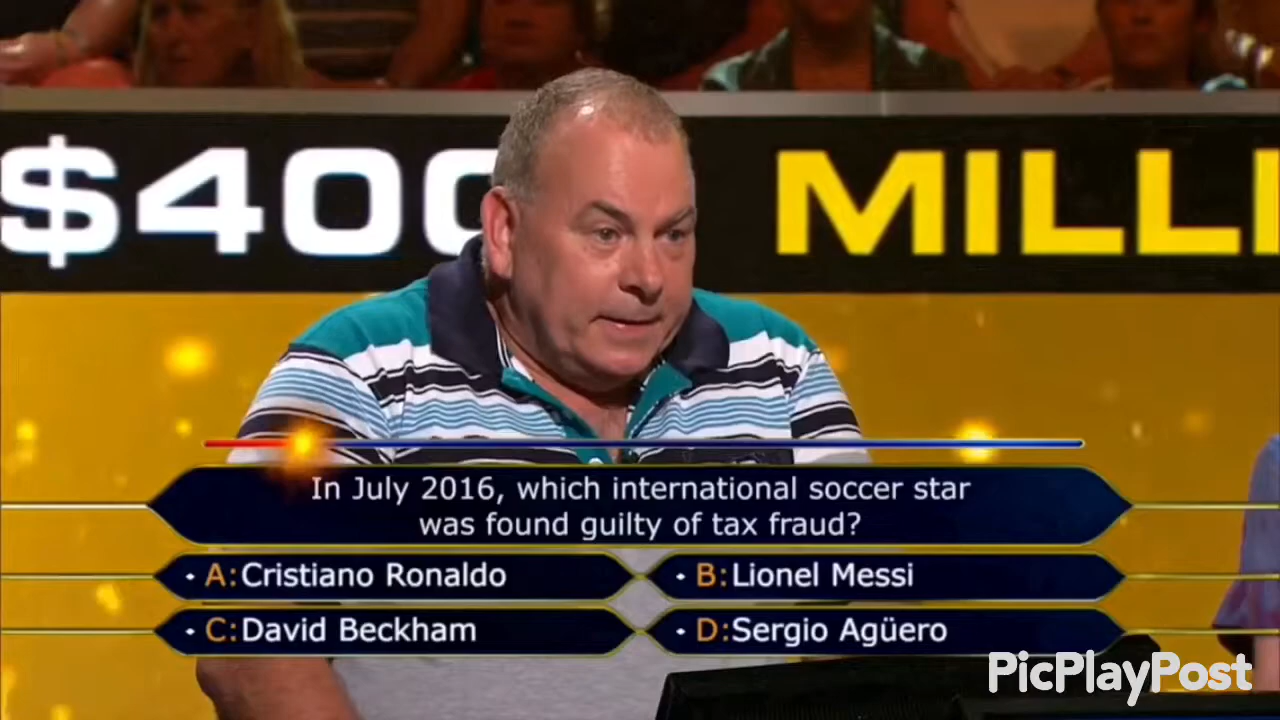 $400
MILLI
In July 2016, which international soccer star
was found guilty of tax fraud?
• A: Cristiano Ronaldo
• B: Lionel Messi
• C: David Beckham
• D: Sergio Agüero
PicPlayPost